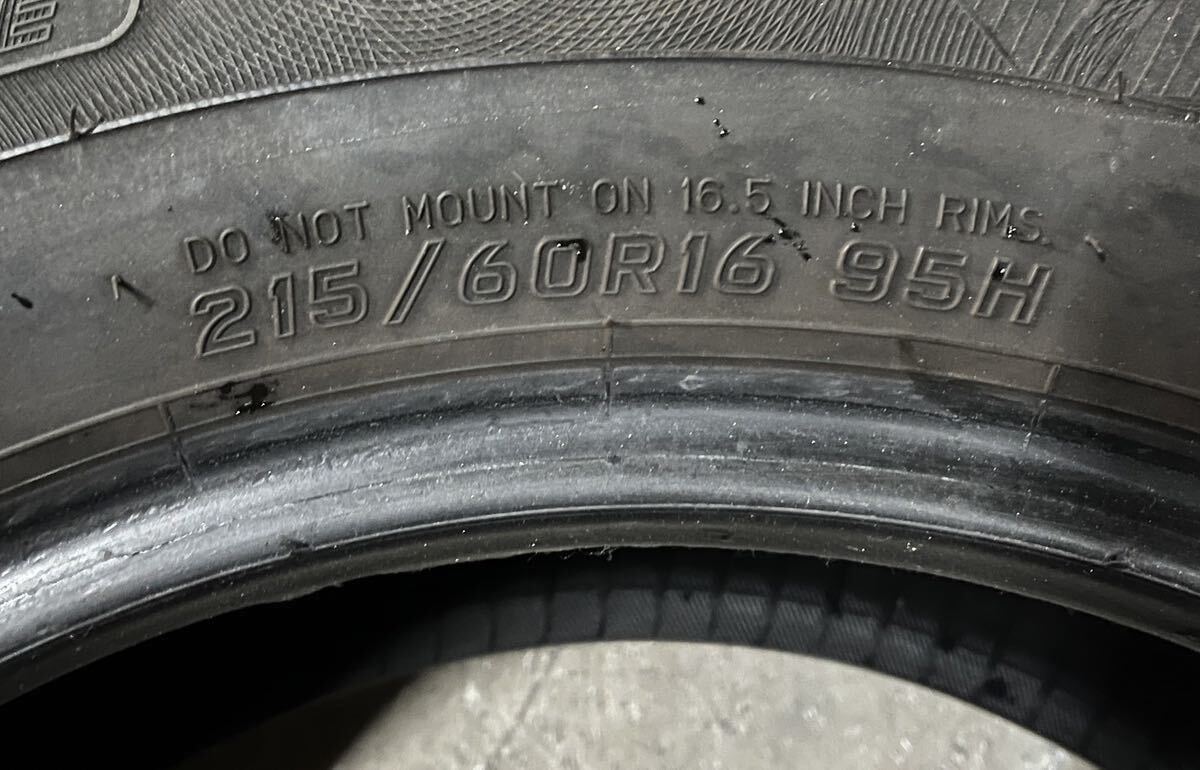 DO NOT MOUNT ON 16.5 INCH RIMS.
215/60R16 95H